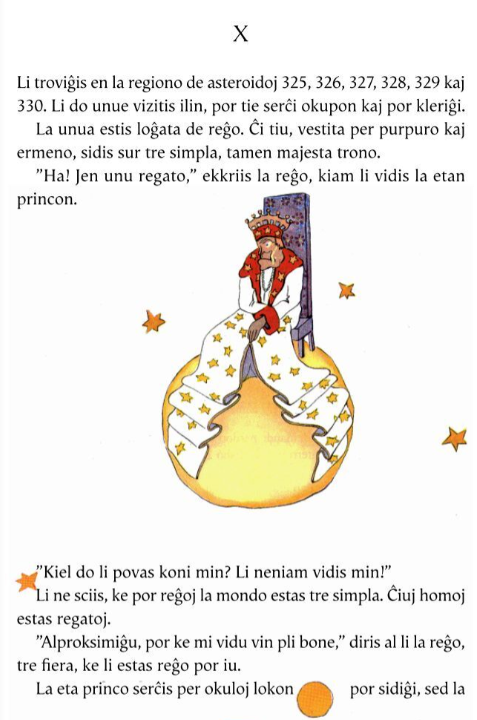 X
Li troviĝis en la regiono de asteroidoj 325, 326, 327, 328, 329 kaj
330. Li do unue vizitis ilin, por tie serĉi okupon kaj por kleriĝi.
La unua estis loĝata de reĝo. Ĉi tiu, vestita per purpuro kaj
ermeno, sidis sur tre simpla, tamen majesta trono.
”Ha! Jen unu regato,” ekkriis la reĝo, kiam li vidis la etan
princon.
”Kiel do li povas koni min? Li neniam vidis min!”
Li ne sciis, ke por reĝoj la mondo estas tre simpla. Ĉiuj homoj
estas regatoj.
”Alproksimiĝu, por ke mi vidu vin pli bone,” diris al li la reĝo,
tre fiera, ke li estas reĝo por iu.
La eta princo serĉis per okuloj lokon por sidiĝi, sed la